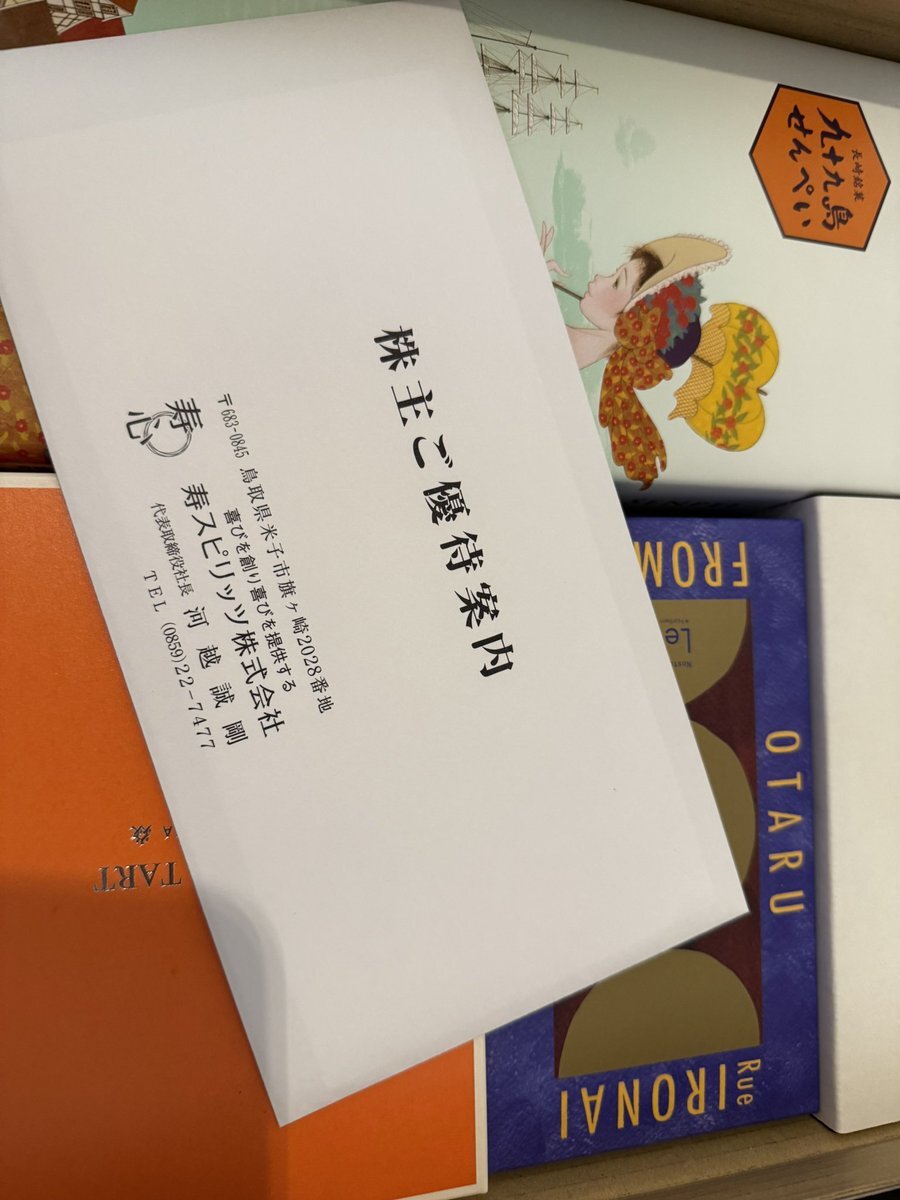 株主ご優待案内
〒683-0845 鳥取県米子市旗ヶ崎2028番地
喜びを創り喜びを提供する
寿心
寿スピリッツ株式会社
代表取締役社長 河越誠剛
TEL (0859)22-7477
長崎銘菓
九十九島
せんぺい
FROM
OTARU
Rue IRONAI
Le
TART